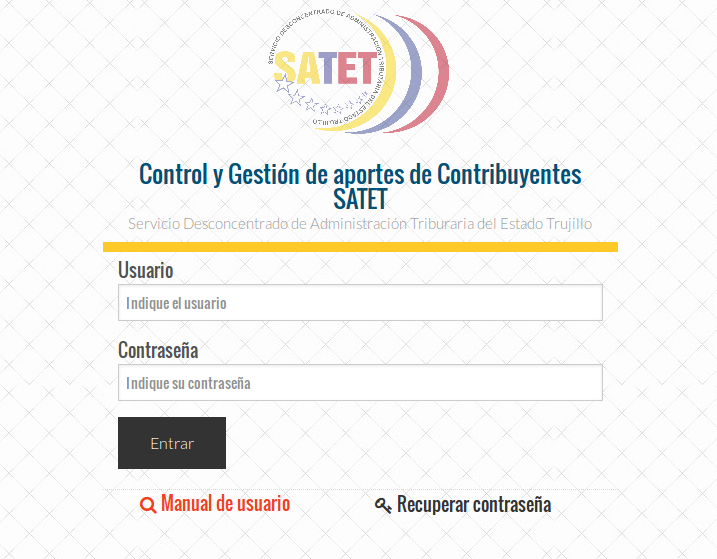 SERVICIO DESCONCENTRADO DE ADMINISTRACION TRIBUTARIA DEL ESTADO TRUJILLO
SATET
Control y Gestión de aportes de Contribuyentes
SATET
Servicio Desconcentrado de Administración Triburaria del Estado Trujillo
Usuario
Indique el usuario
Contraseña
Indique su contraseña
Entrar
Manual de usuario
Recuperar contraseña